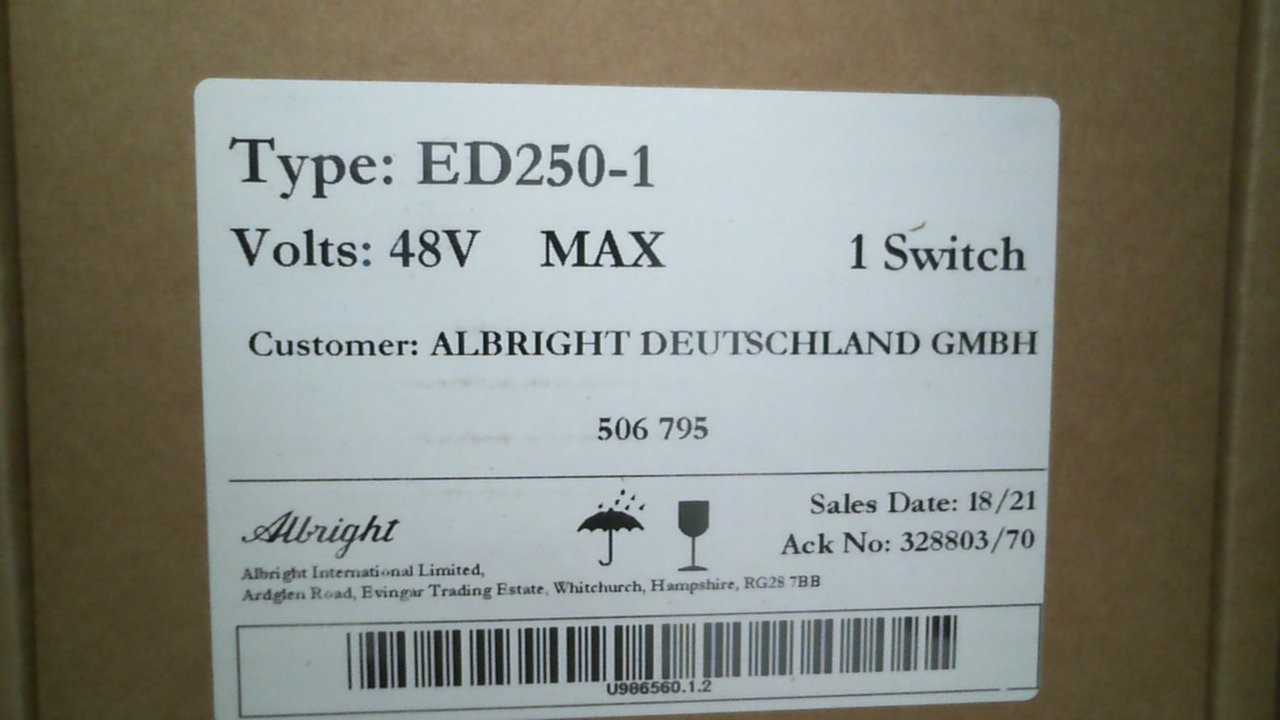 Type: ED250-1
Volts: 48V MAX 1 Switch
Customer: ALBRIGHT DEUTSCHLAND GMBH
506 795
Sales Date: 18/21
Albright
Ack No: 328803/70
Albright International Limited,
Ardglen Road, Evingar Trading Estate, Whitchurch, Hampshire, RG28 7BB
U986560.1.2